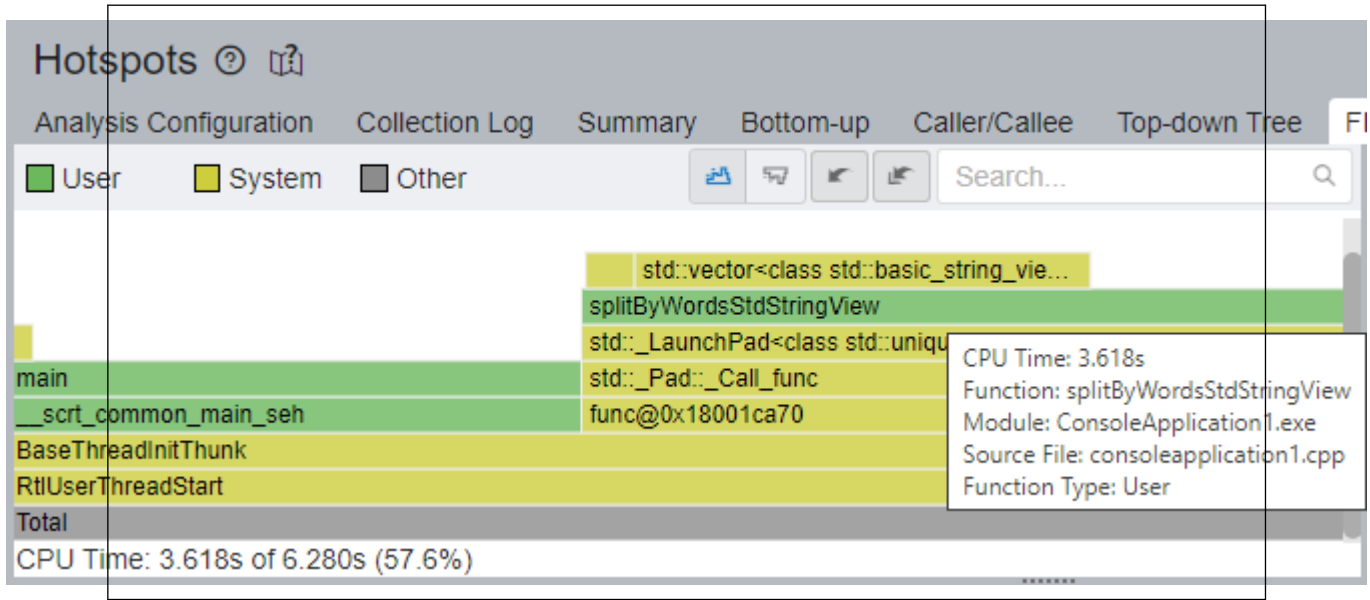 Hotspots
Analysis Configuration Collection Log Summary Bottom-up Caller/Callee Top-down Tree Fl
User System Other Search...
std::vector<class std::basic_string_vie...
splitByWordsStdStringView
std::_LaunchPad<class std::uniqu
main std::_Pad::_Call_func
__scrt_common_main_seh func@0x18001ca70
BaseThreadInitThunk
RtlUserThreadStart
Total
CPU Time: 3.618s
Function: splitByWordsStdStringView
Module: ConsoleApplication1.exe
Source File: consoleapplication1.cpp
Function Type: User
CPU Time: 3.618s of 6.280s (57.6%)